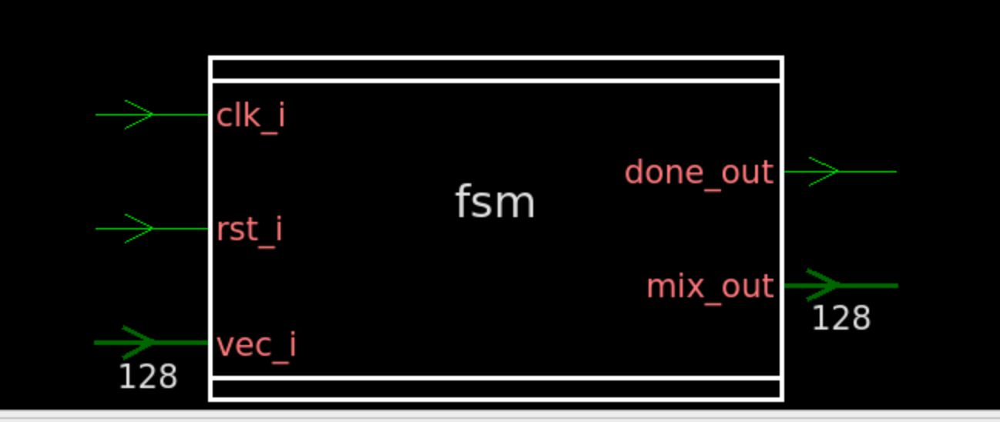 clk_i
done_out
fsm
rst_i
mix_out
128
vec_i
128